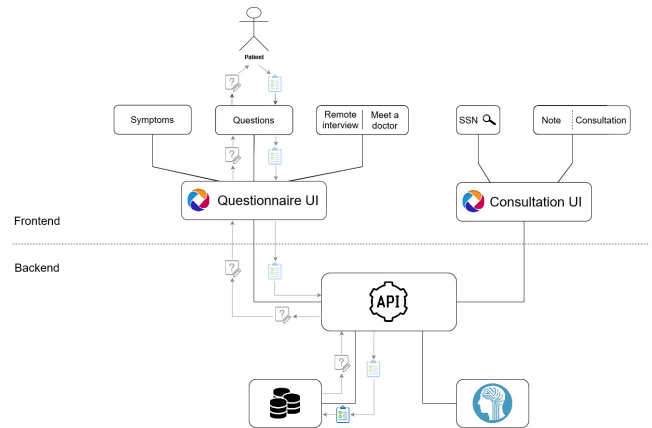 Patient
Symptoms
Questions
Remote interview
Meet a doctor
SSN
Note
Consultation
Questionnaire UI
Consultation UI
Frontend
Backend
API